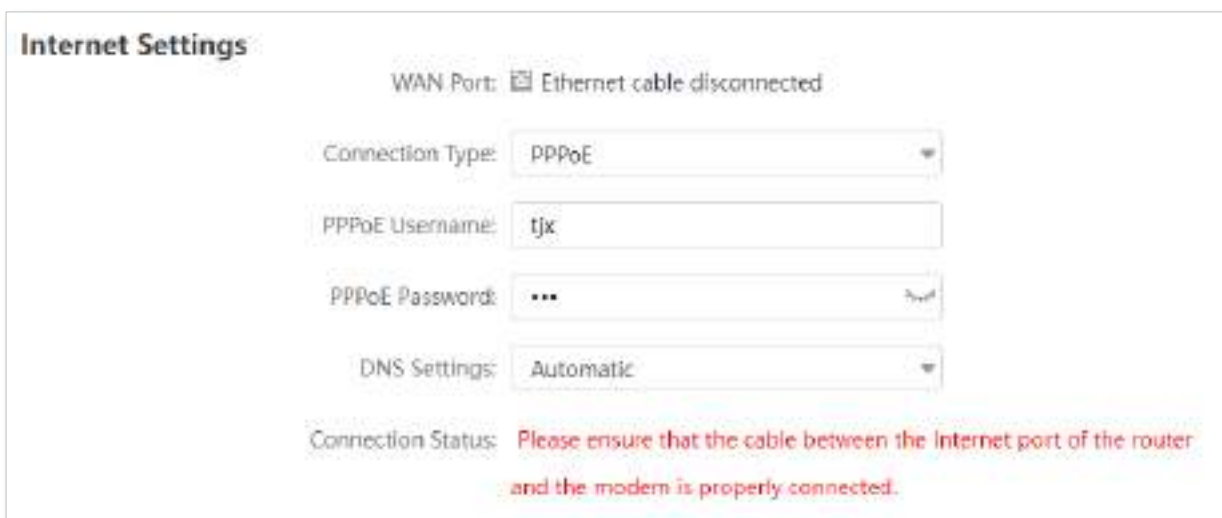 Internet Settings
WAN Port: Ethernet cable disconnected
Connection Type: PPPoE
PPPoE Username: tjx
PPPoE Password: •••
DNS Settings: Automatic
Connection Status: Please ensure that the cable between the Internet port of the router
and the modem is properly connected.